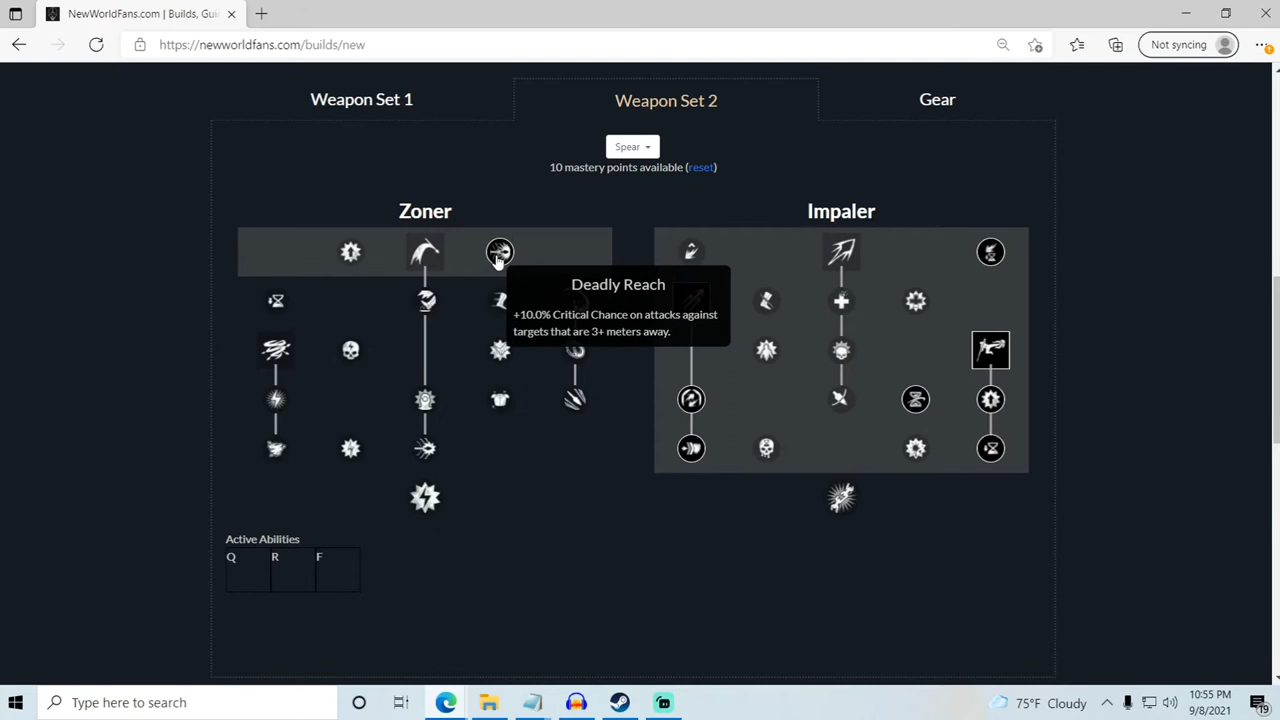 NewWorldFans.com | Builds, Gui
https://newworldfans.com/builds/new
Not syncing
Weapon Set 1
Weapon Set 2
Gear
Spear
10 mastery points available (reset)
Zoner
Impaler
Deadly Reach
+10.0% Critical Chance on attacks against
targets that are 3+ meters away.
Active Abilities
Q
R
F
Type here to search
75°F Cloudy
10:55 PM
9/8/2021
19